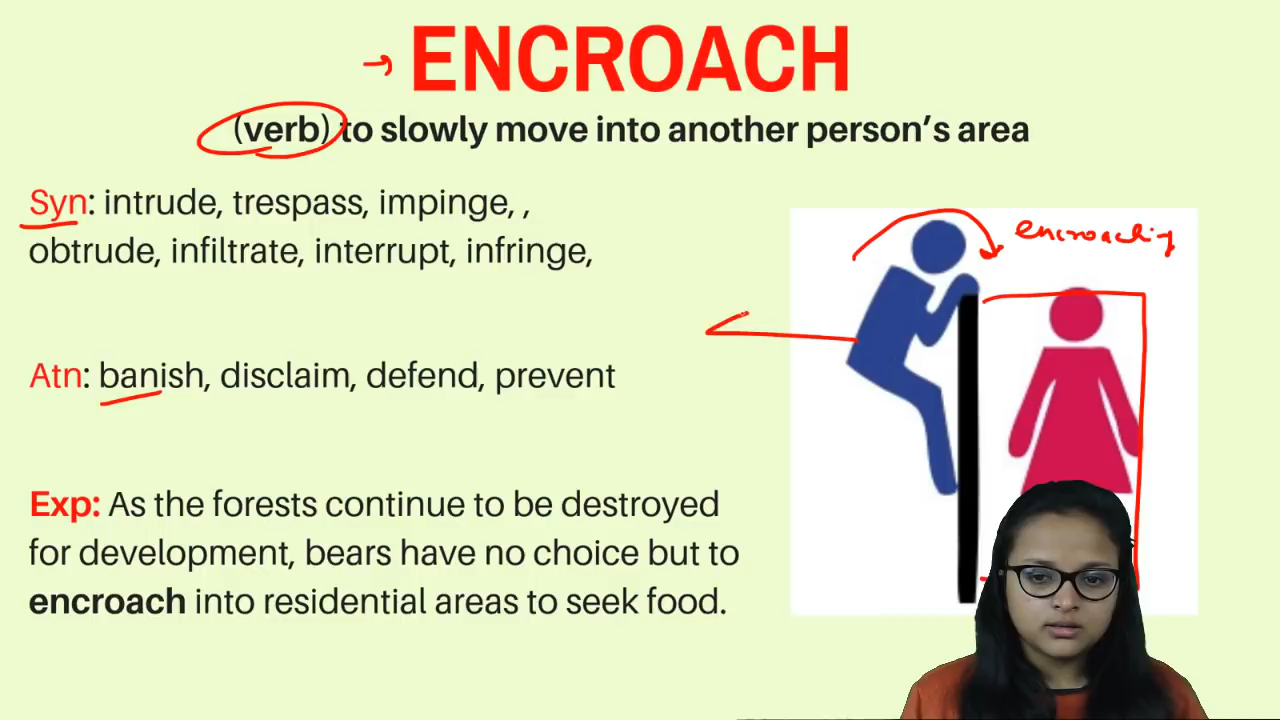 ENCROACH
(verb) to slowly move into another person’s area
Syn: intrude, trespass, impinge, ,
obtrude, infiltrate, interrupt, infringe,
encroaching
Atn: banish, disclaim, defend, prevent
Exp: As the forests continue to be destroyed
for development, bears have no choice but to
encroach into residential areas to seek food.